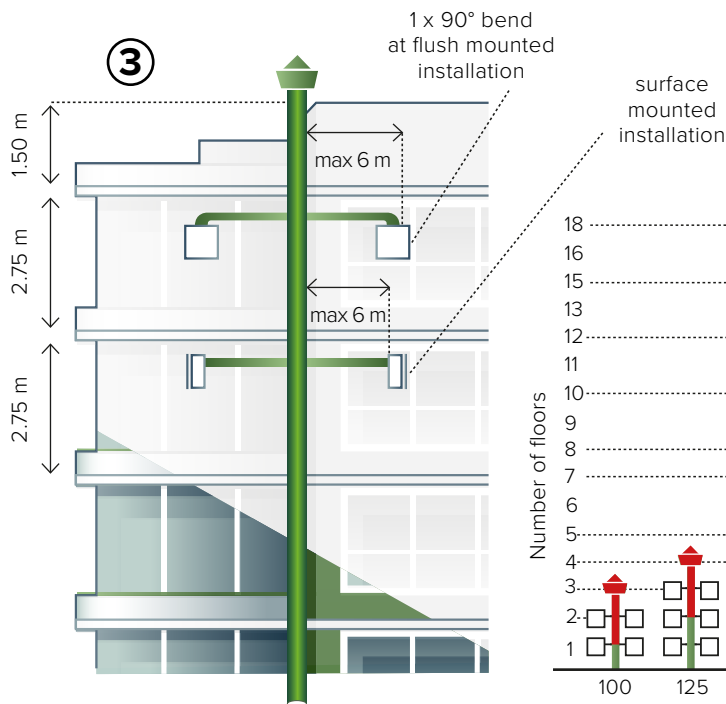 3
1 x 90° bend
at flush mounted
installation
surface
mounted
installation
1.50 m
max 6 m
2.75 m
max 6 m
2.75 m
Number of floors
18
16
15
13
12
11
10
9
8
7
6
5
4
3
2
1
100
125